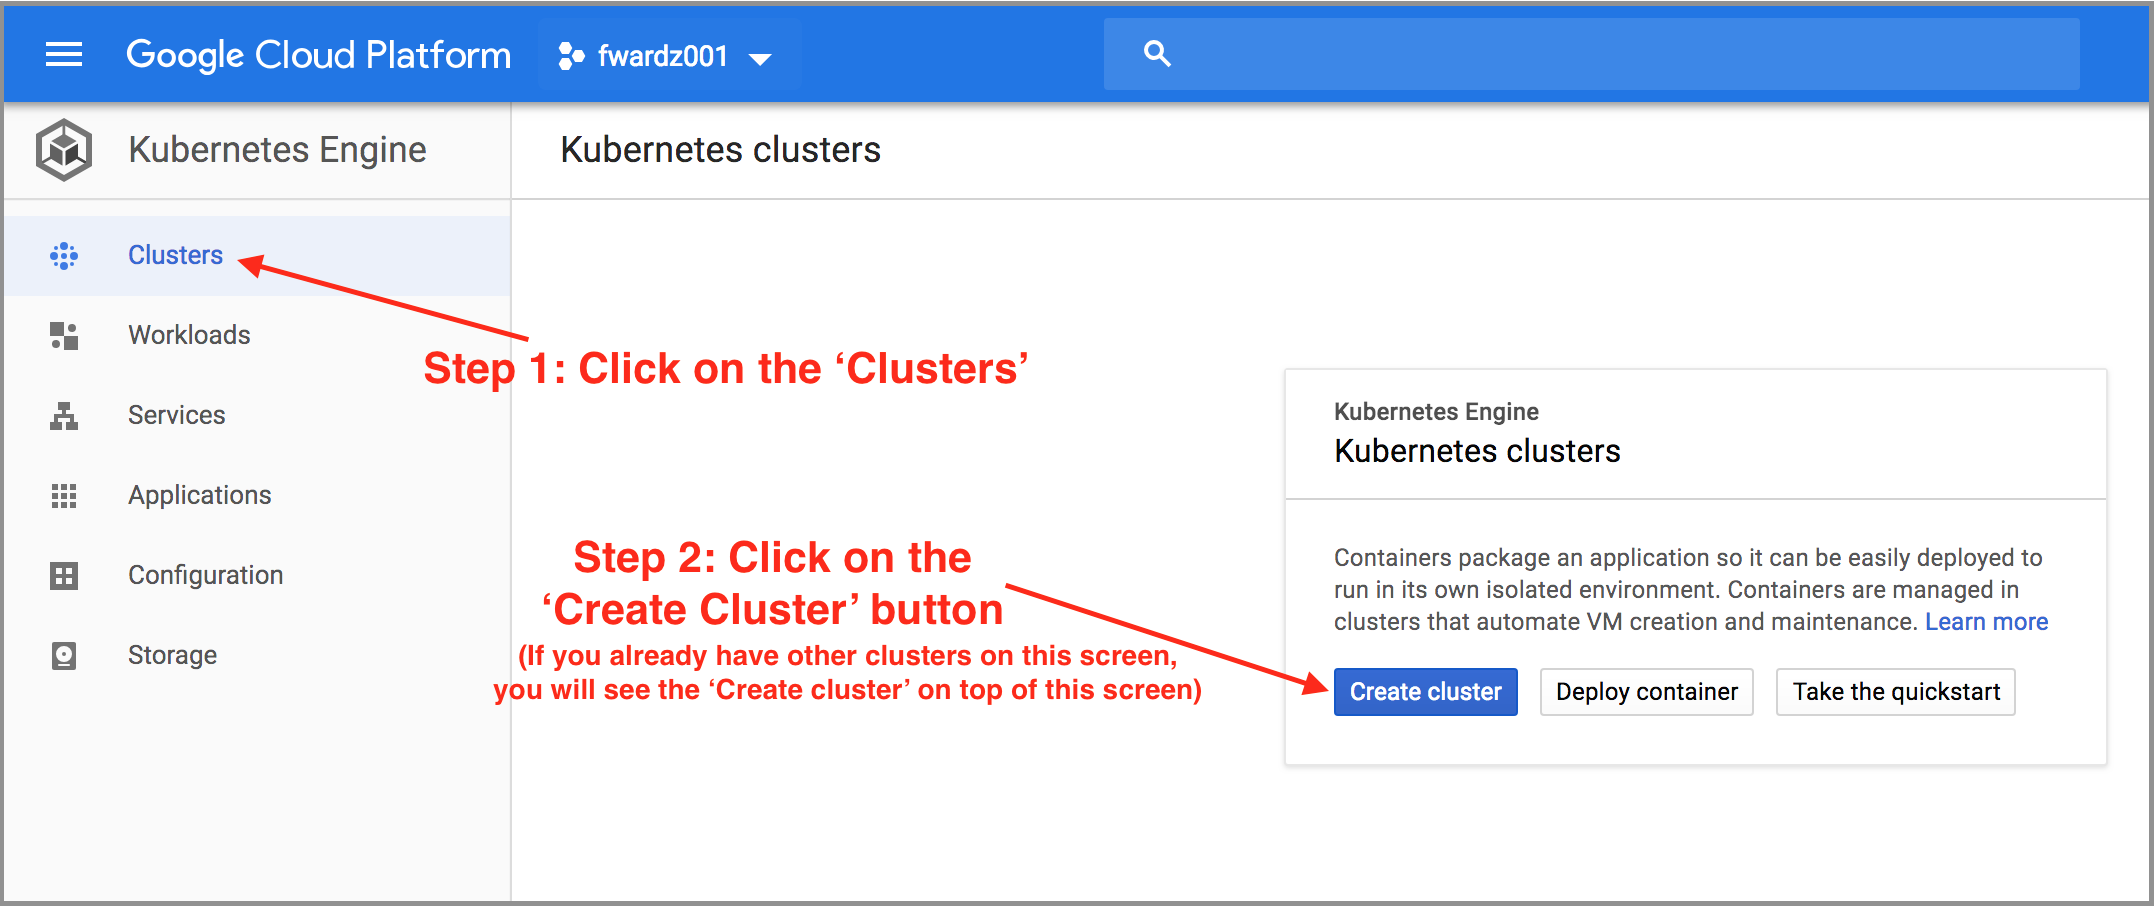 Google Cloud Platform
fwardz001
Kubernetes Engine
Kubernetes clusters
Clusters
Workloads
Services
Applications
Configuration
Storage
Step 1: Click on the ‘Clusters’
Step 2: Click on the
‘Create Cluster’ button
(If you already have other clusters on this screen,
you will see the ‘Create cluster’ on top of this screen)
Kubernetes Engine
Kubernetes clusters
Containers package an application so it can be easily deployed to
run in its own isolated environment. Containers are managed in
clusters that automate VM creation and maintenance. Learn more
Create cluster
Deploy container
Take the quickstart